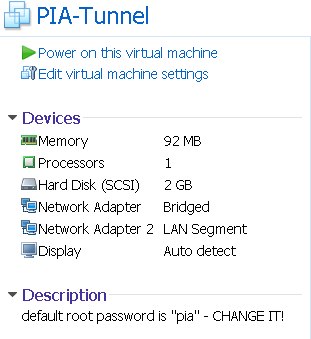 PIA-Tunnel
Power on this virtual machine
Edit virtual machine settings
Devices
Memory 92 MB
Processors 1
Hard Disk (SCSI) 2 GB
Network Adapter Bridged
Network Adapter 2 LAN Segment
Display Auto detect
Description
default root password is "pia" - CHANGE IT!